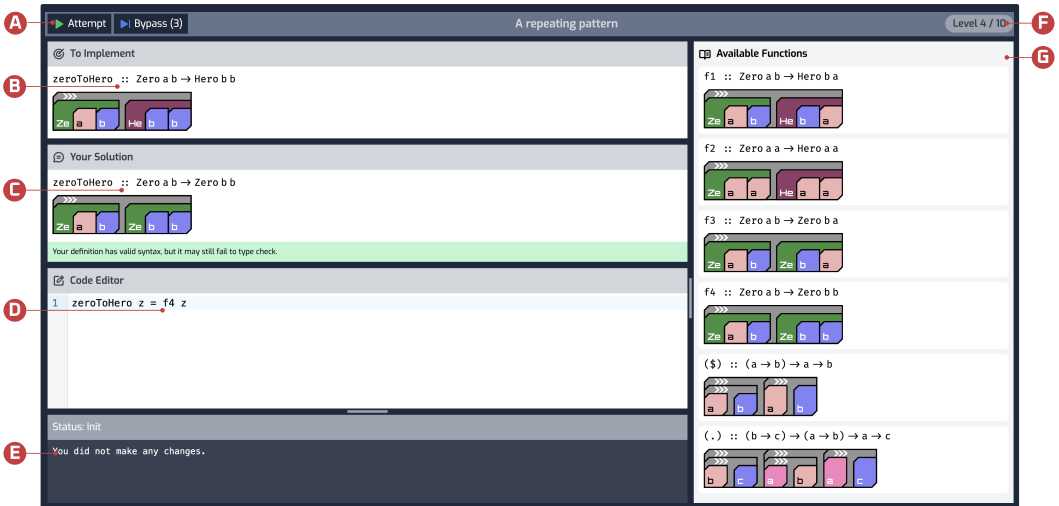 A
Attempt
Bypass (3)
A repeating pattern
Level 4 / 10
F
To Implement
zeroToHero :: Zero a b → Hero b b
B
Ze a b He b b
Your Solution
zeroToHero :: Zero a b → Zero b b
C
Ze a b Ze b b
Your definition has valid syntax, but it may still fail to type check.
Code Editor
1 zeroToHero z = f4 z
D
Status: Init
You did not make any changes.
E
Available Functions
G
f1 :: Zero a b → Hero b a
Ze a b He b a
f2 :: Zero a a → Hero a a
Ze a a He a a
f3 :: Zero a b → Zero b a
Ze a b Ze b a
f4 :: Zero a b → Zero b b
Ze a b Ze b b
($) :: (a → b) → a → b
a b a b
(.) :: (b → c) → (a → b) → a → c
b c a b a c